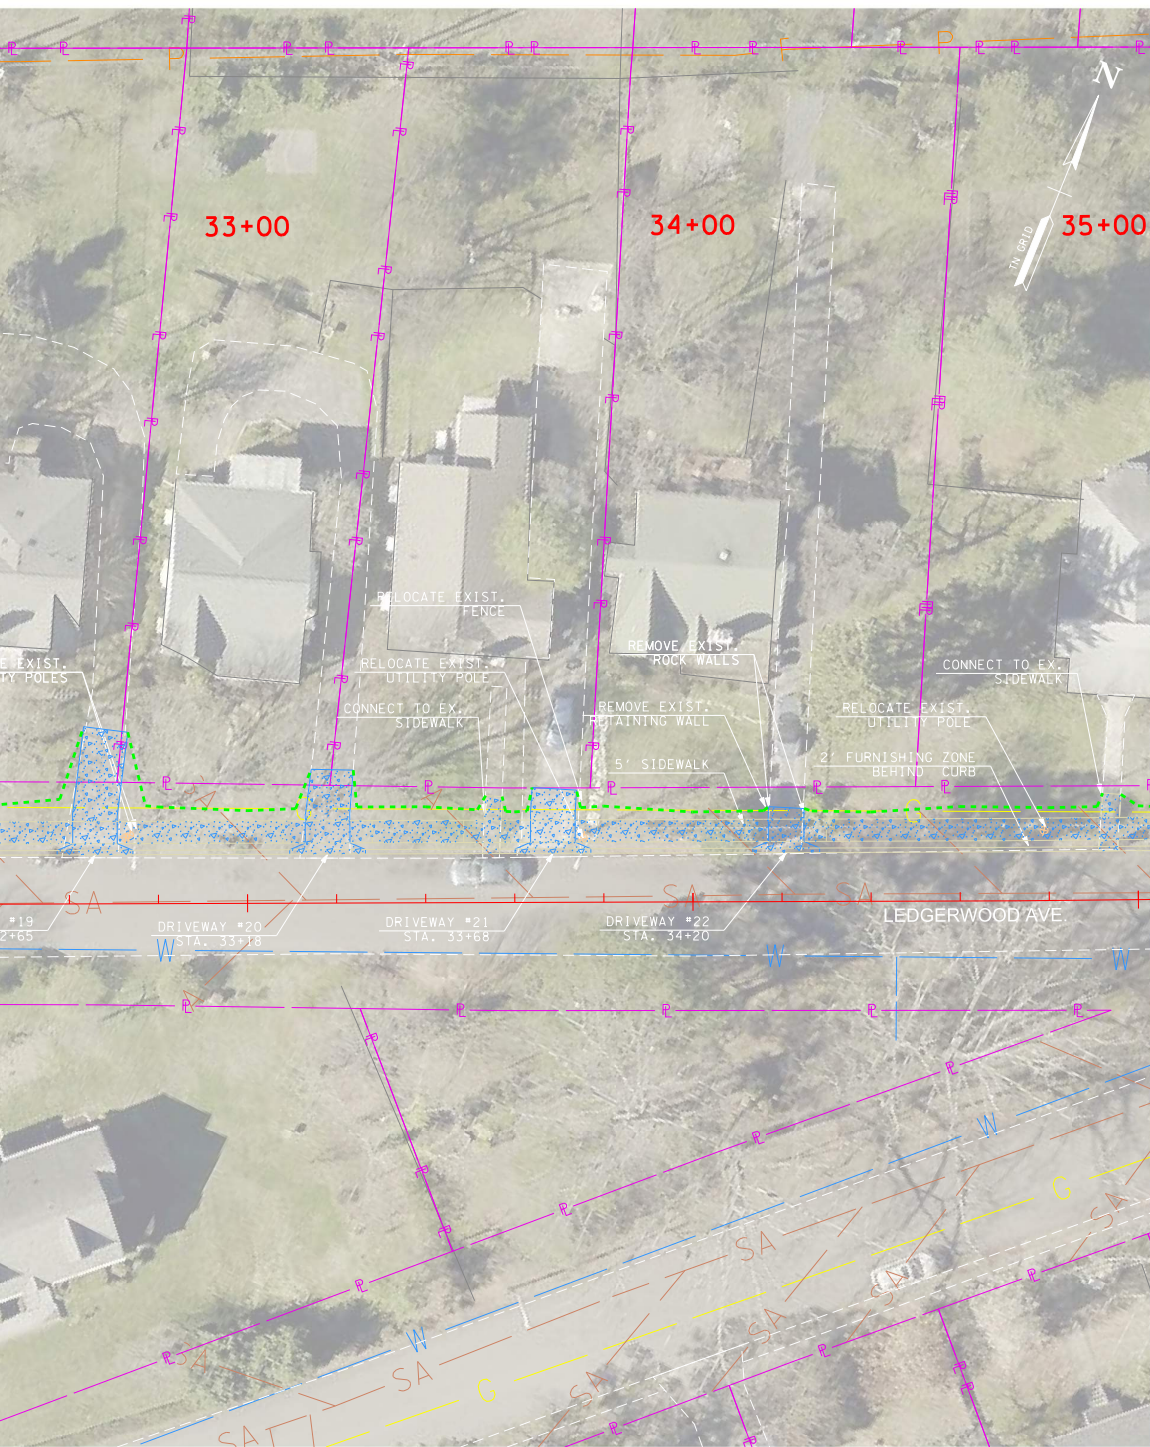 N
TN GRID
33+00
34+00
35+00
RELOCATE EXIST.
FENCE
RELOCATE EXIST.
UTILITY POLE
CONNECT TO EX.
SIDEWALK
REMOVE EXIST.
ROCK WALLS
REMOVE EXIST.
RETAINING WALL
5' SIDEWALK
CONNECT TO EX.
SIDEWALK
RELOCATE EXIST.
UTILITY POLE
2' FURNISHING ZONE
BEHIND CURB
E EXIST.
TY POLES
#19
2+65
DRIVEWAY #20
STA. 33+18
DRIVEWAY #21
STA. 33+68
DRIVEWAY #22
STA. 34+20
LEDGERWOOD AVE.
SA
SA
SA
W
W
W
W
W
SA
SA
SA
SA
SA
SA
SA
G
G
G
P